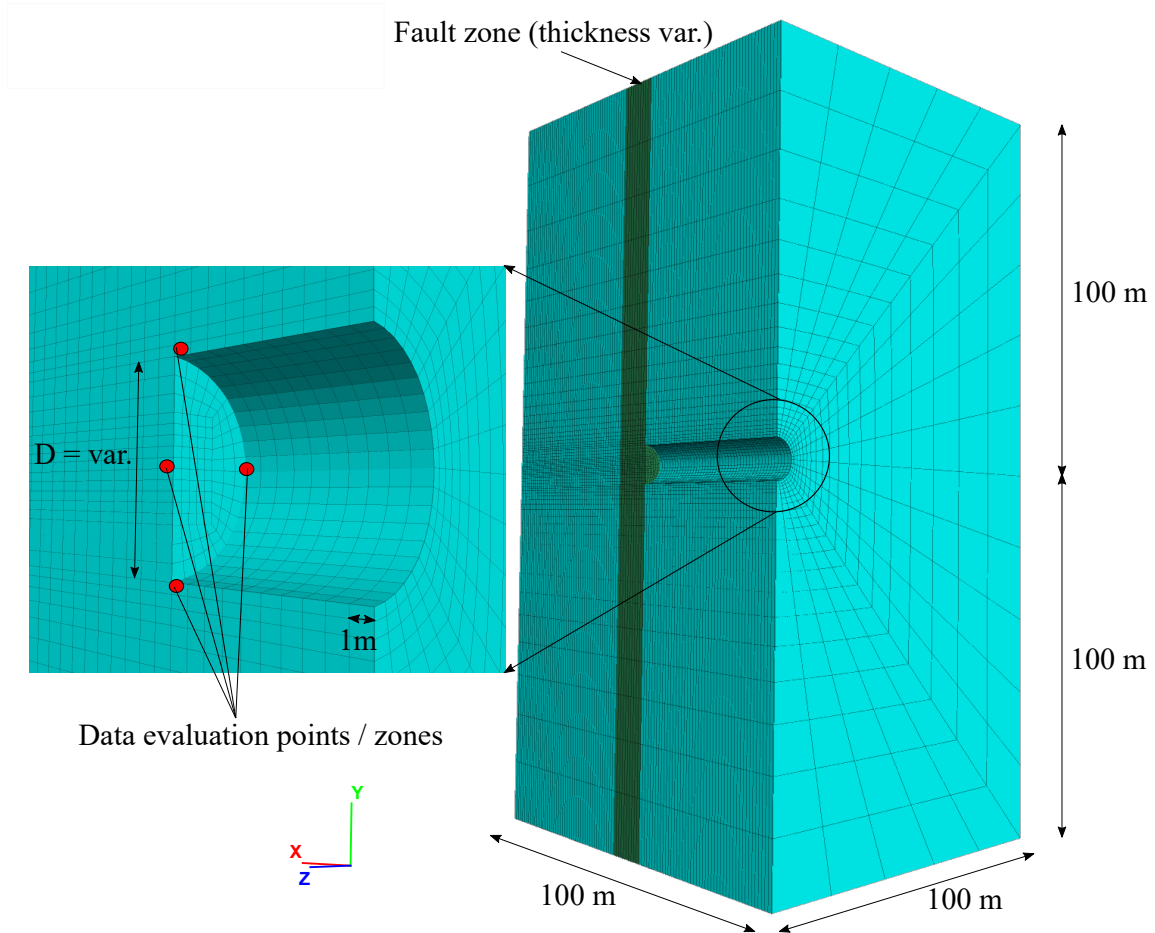 Fault zone (thickness var.)
100 m
D = var.
1m
100 m
Data evaluation points / zones
Y
X
Z
100 m
100 m